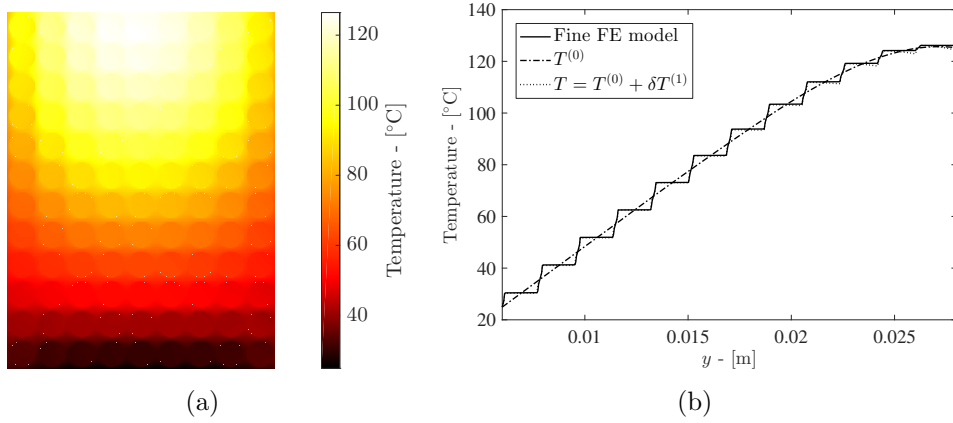 120
100
80
60
40
Temperature - [°C]
(a)
Fine FE model
T⁽⁰⁾
T = T⁽⁰⁾ + δT⁽¹⁾
140
120
100
80
60
40
20
Temperature - [°C]
0.01
0.015
0.02
0.025
y - [m]
(b)